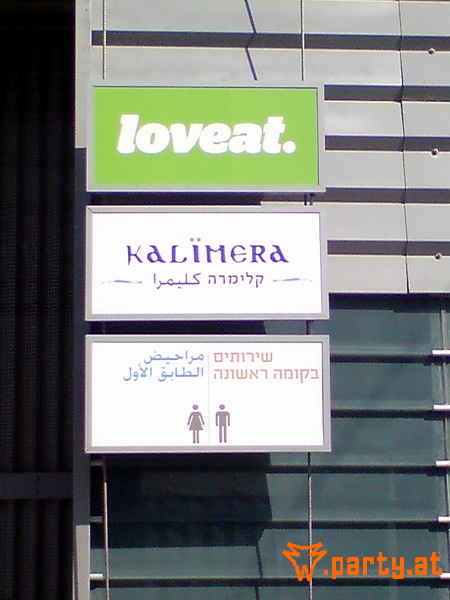 loveat.
KALÏMERA
קלימרה كليمرا
שירותים
בקומה ראשונה
مراحيض
الطابق الأول
W.party.at